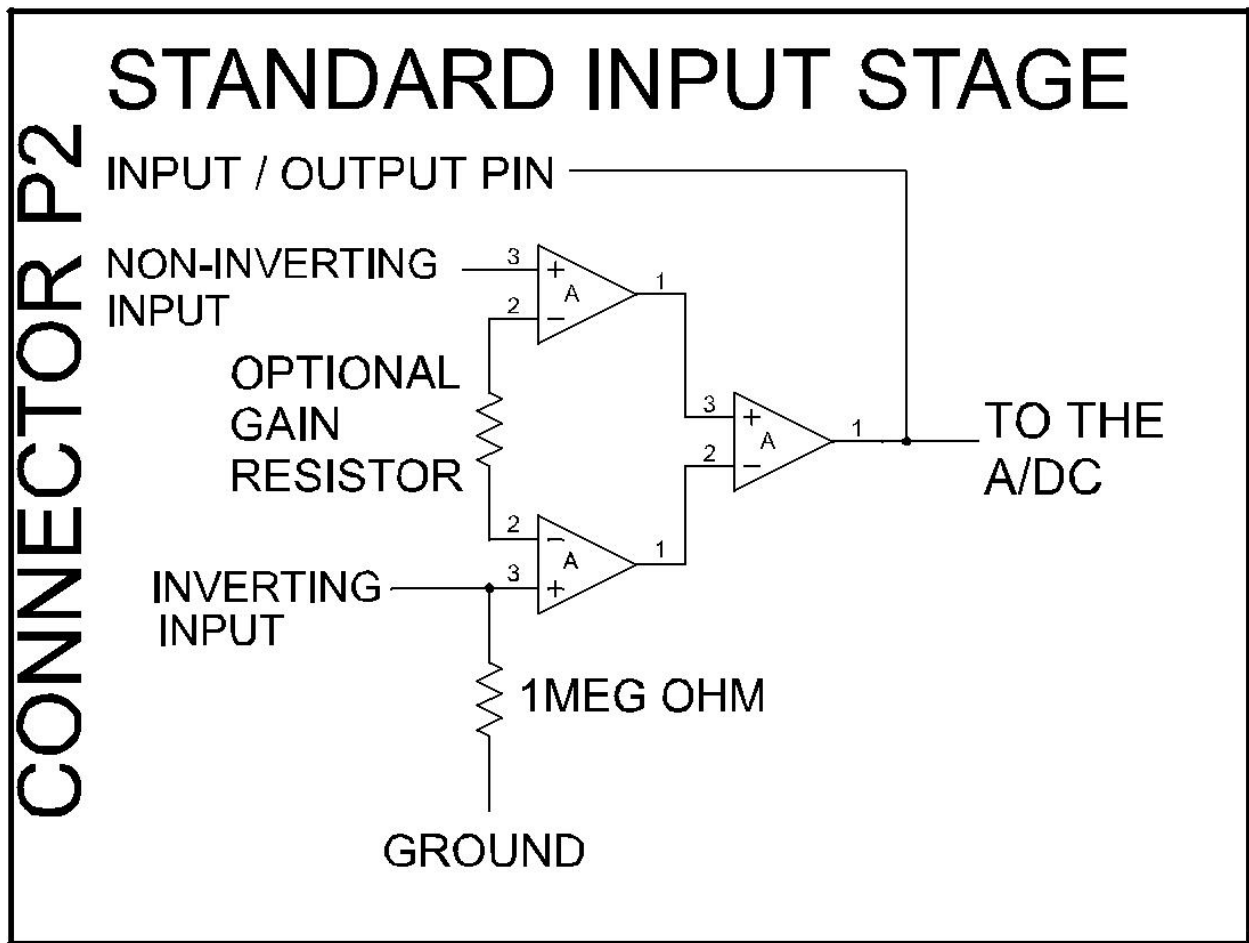 STANDARD INPUT STAGE
CONNECTOR P2
INPUT / OUTPUT PIN
NON-INVERTING
INPUT
3
+
A
1
2
−
OPTIONAL
GAIN
RESISTOR
3
+
A
1
2
−
TO THE
A/DC
2
−
A
1
3
+
INVERTING
INPUT
1MEG OHM
GROUND